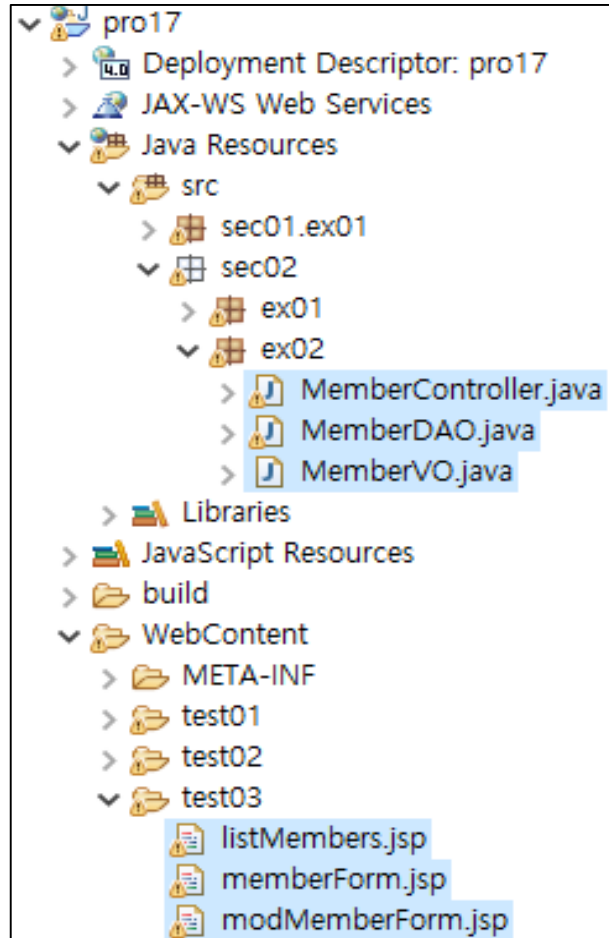 pro17
Deployment Descriptor: pro17
JAX-WS Web Services
Java Resources
src
sec01.ex01
sec02
ex01
ex02
MemberController.java
MemberDAO.java
MemberVO.java
Libraries
JavaScript Resources
build
WebContent
META-INF
test01
test02
test03
listMembers.jsp
memberForm.jsp
modMemberForm.jsp